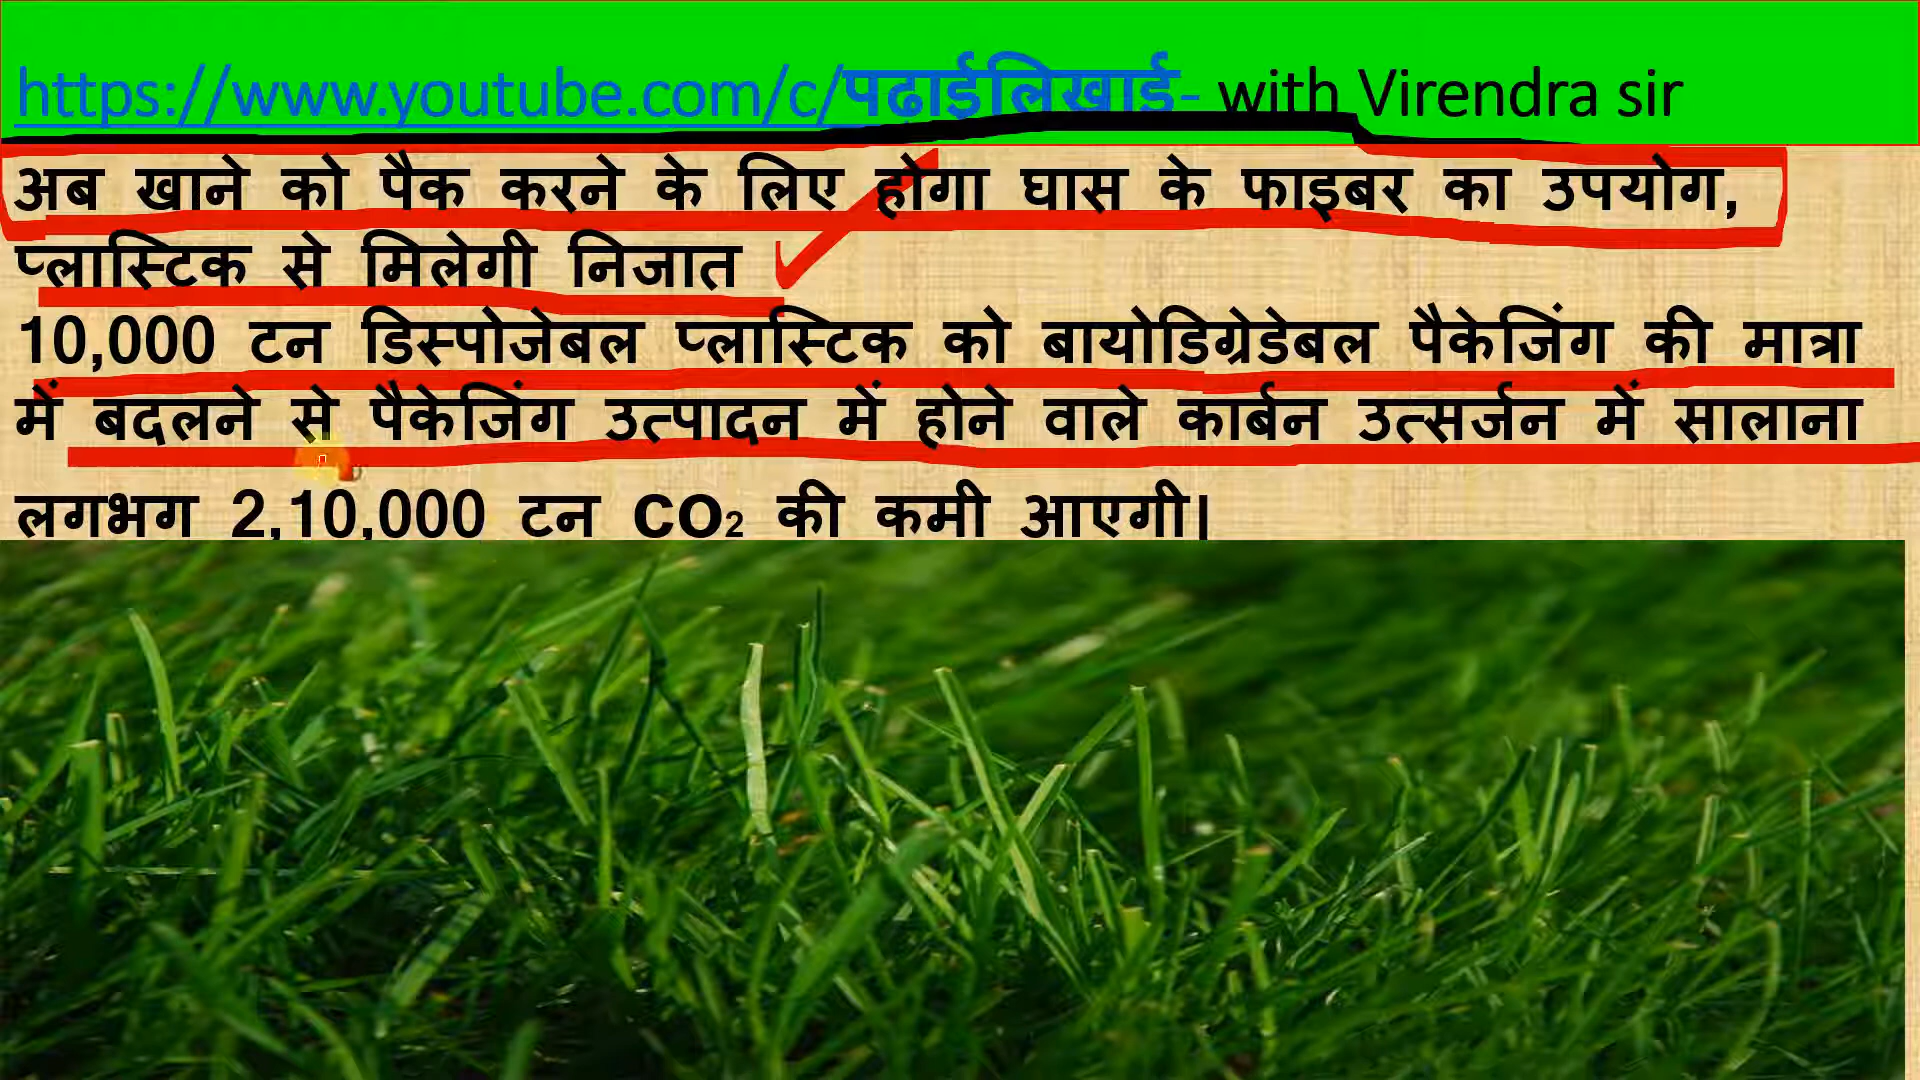 https://www.youtube.com/c/पढाईलिखाई- with Virendra sir
अब खाने को पैक करने के लिए होगा घास के फाइबर का उपयोग,
प्लास्टिक से मिलेगी निजात
10,000 टन डिस्पोजेबल प्लास्टिक को बायोडिग्रेडेबल पैकेजिंग की मात्रा
में बदलने से पैकेजिंग उत्पादन में होने वाले कार्बन उत्सर्जन में सालाना
लगभग 2,10,000 टन CO₂ की कमी आएगी।